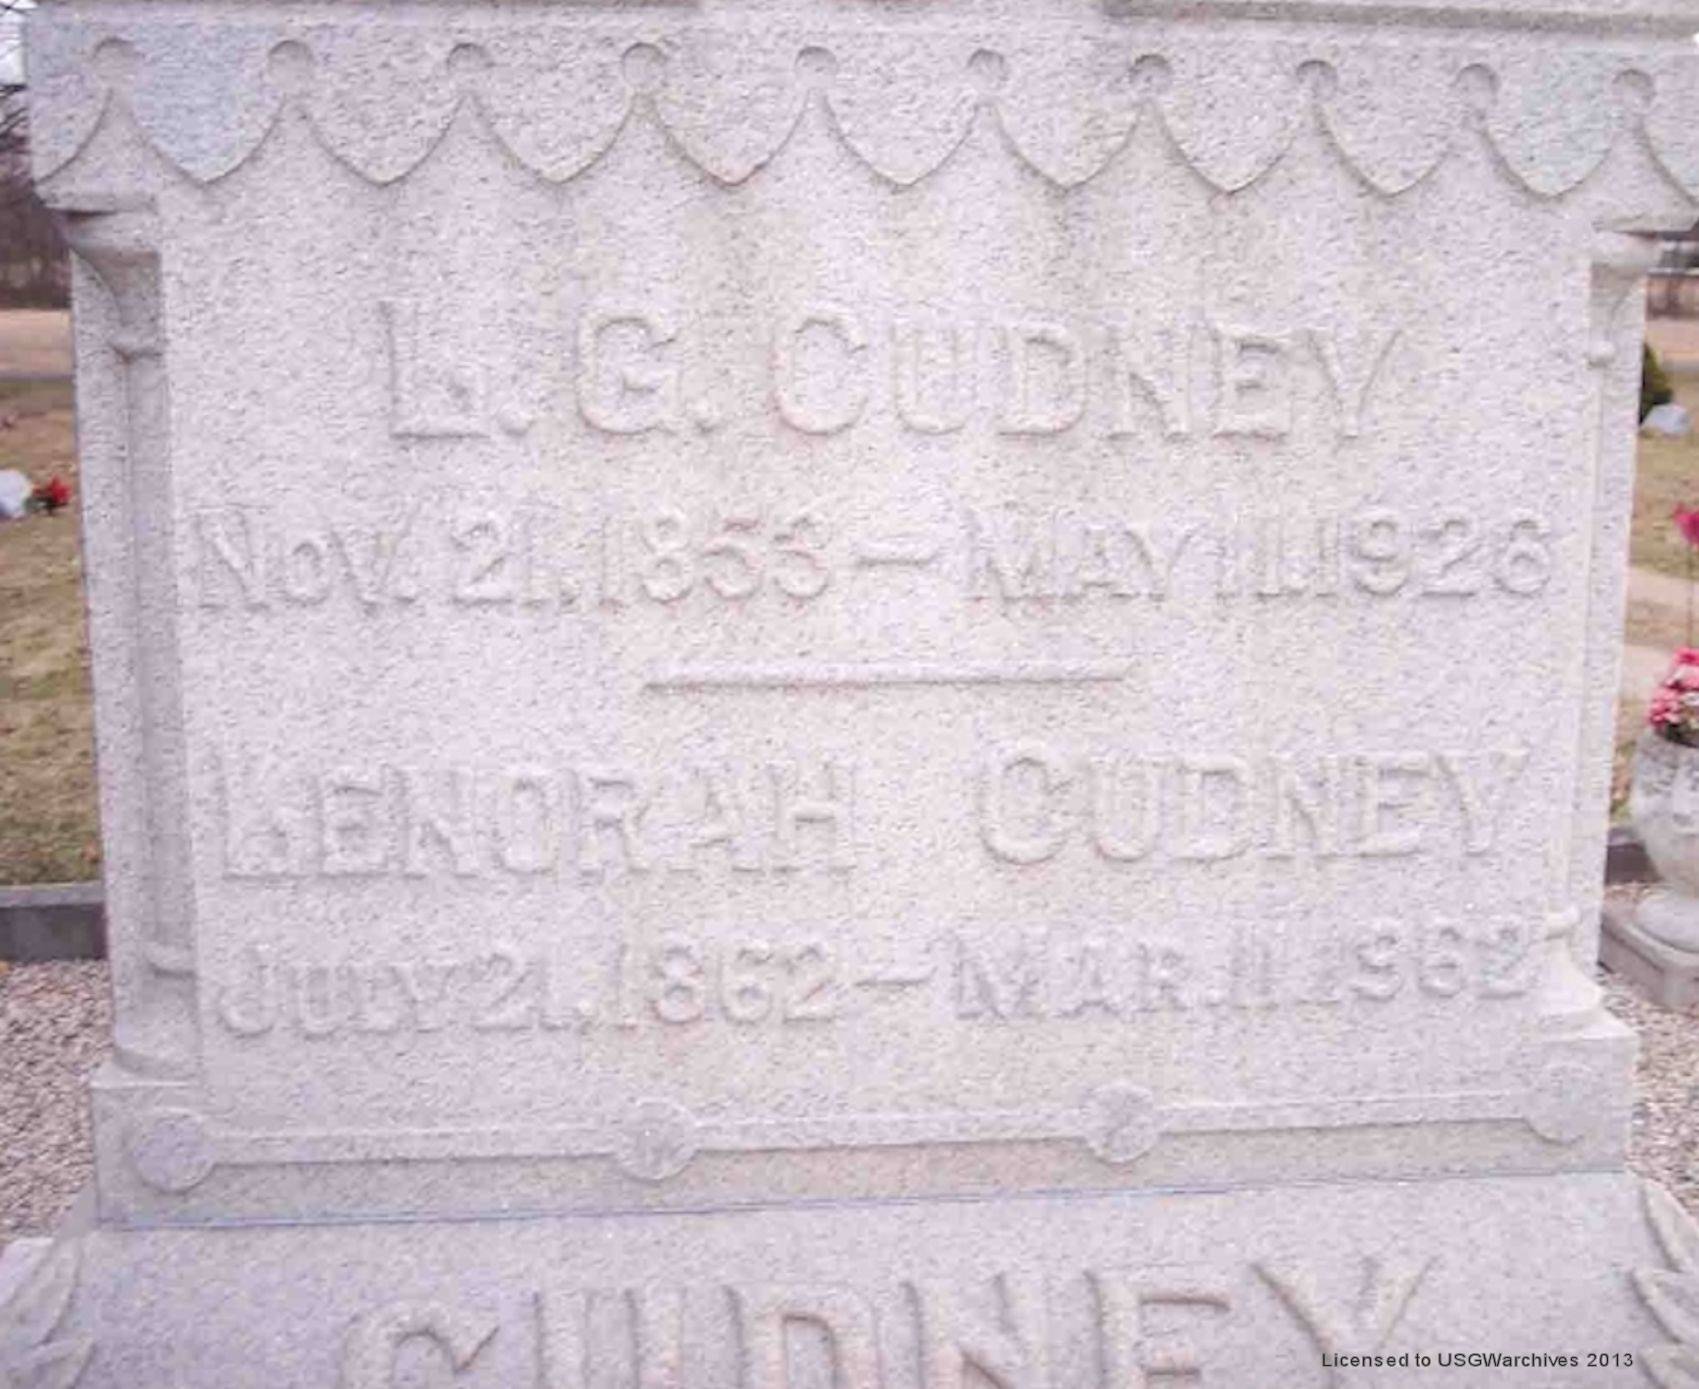 L. G. CUDNEY
NOV. 21. 1853 — MAY 11. 1926
LENORAH CUDNEY
JULY 21. 1862 — MAR. 11. 1962
CUDNEY
Licensed to USGWarchives 2013